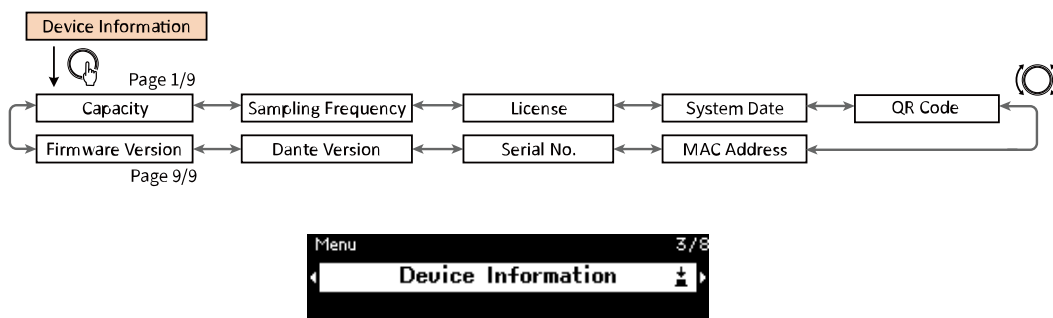 Device Information
Page 1/9
Capacity Sampling Frequency License System Date QR Code
Firmware Version Dante Version Serial No. MAC Address
Page 9/9
Menu 3/8
Device Information